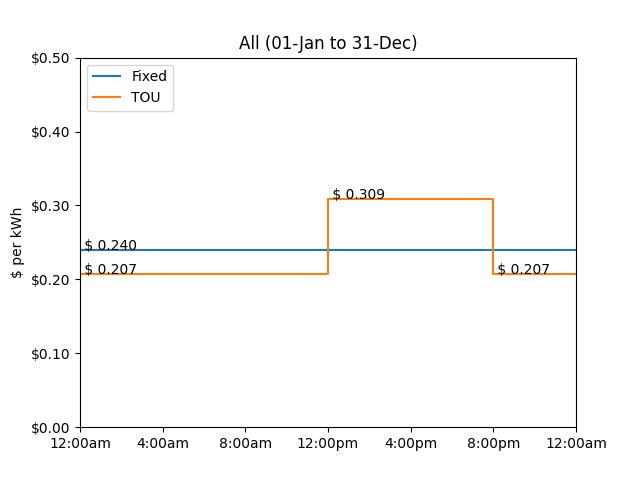 All (01-Jan to 31-Dec)
$0.50
Fixed
TOU
$0.40
$0.30
$ 0.309
$ 0.240
$ 0.207
$ 0.207
$0.20
$0.10
$0.00
$ per kWh
12:00am 4:00am 8:00am 12:00pm 4:00pm 8:00pm 12:00am